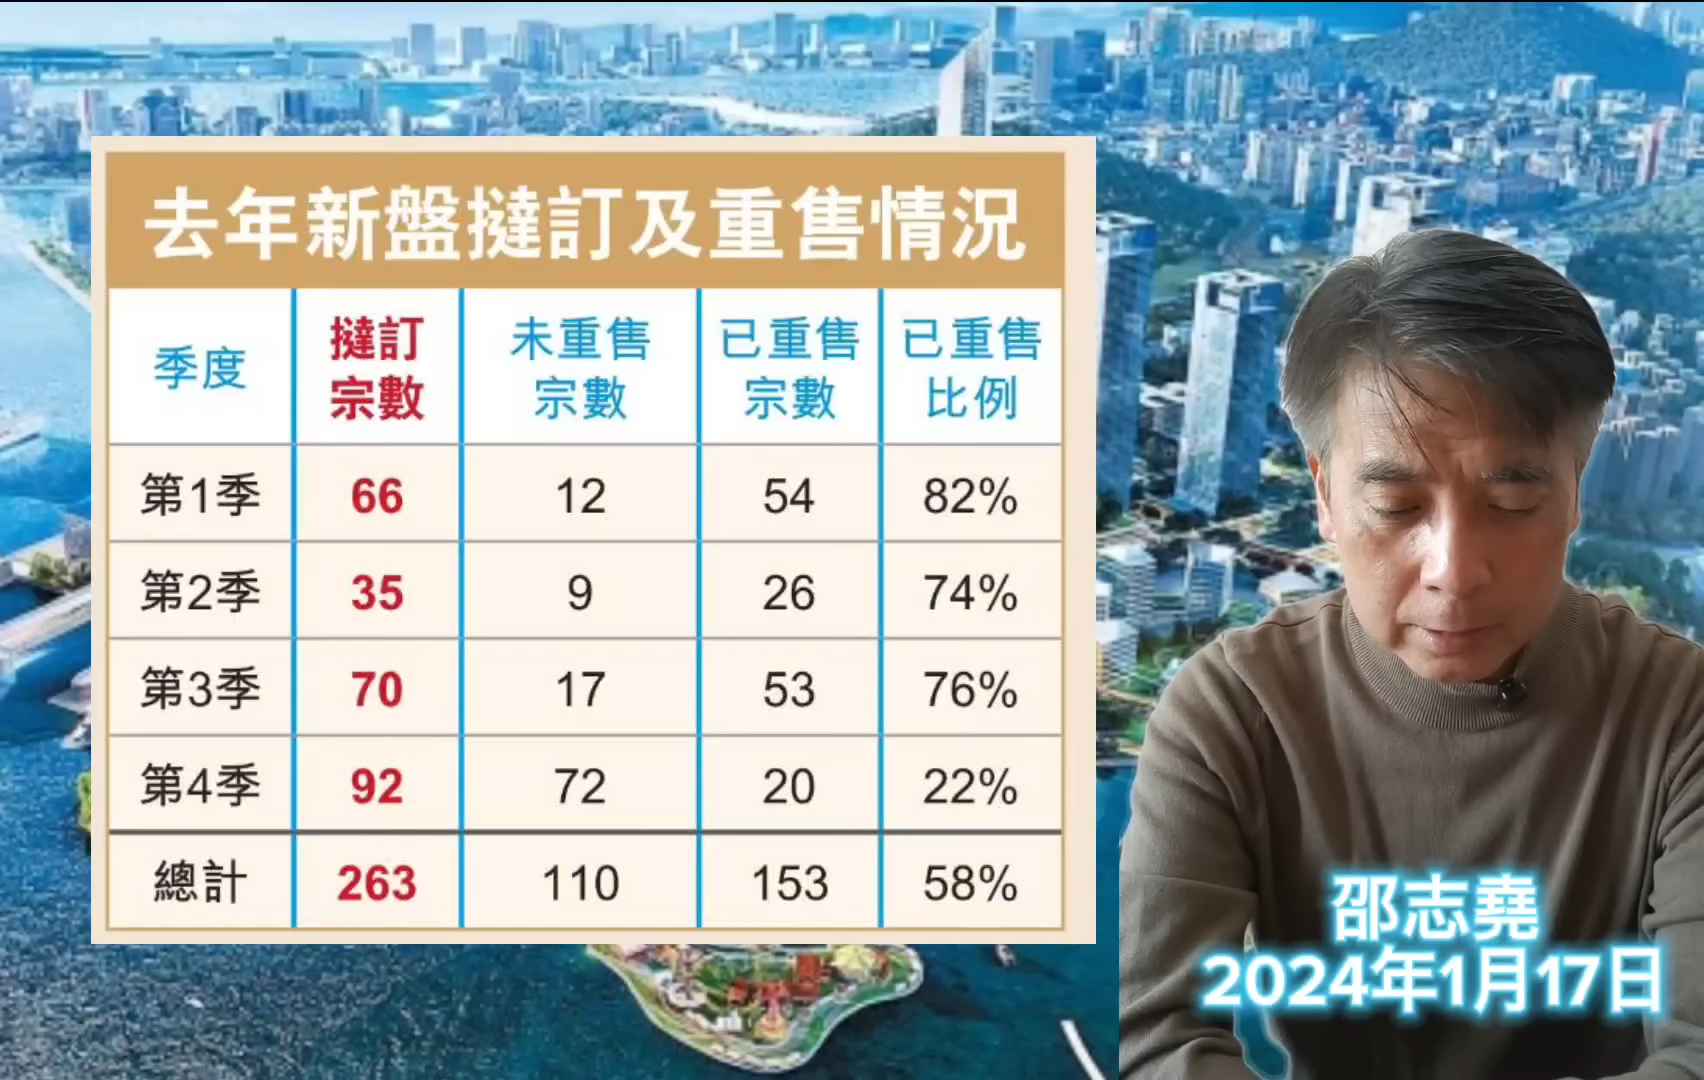 去年新盤撻訂及重售情況
季度 撻訂宗數 未重售宗數 已重售宗數 已重售比例
第1季 66 12 54 82%
第2季 35 9 26 74%
第3季 70 17 53 76%
第4季 92 72 20 22%
總計 263 110 153 58%
邵志堯
2024年1月17日